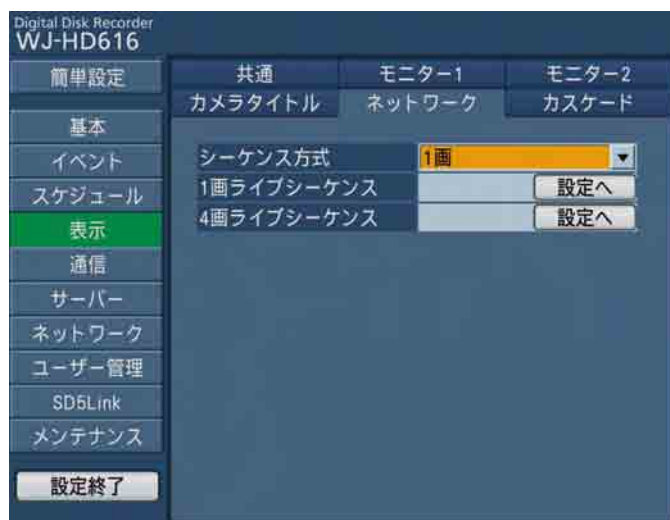 Digital Disk Recorder
WJ-HD616
簡単設定
基本
イベント
スケジュール
表示
通信
サーバー
ネットワーク
ユーザー管理
SD5Link
メンテナンス
設定終了
共通 モニター1 モニター2
カメラタイトル ネットワーク カスケード
シーケンス方式 1画
1画ライブシーケンス 設定へ
4画ライブシーケンス 設定へ